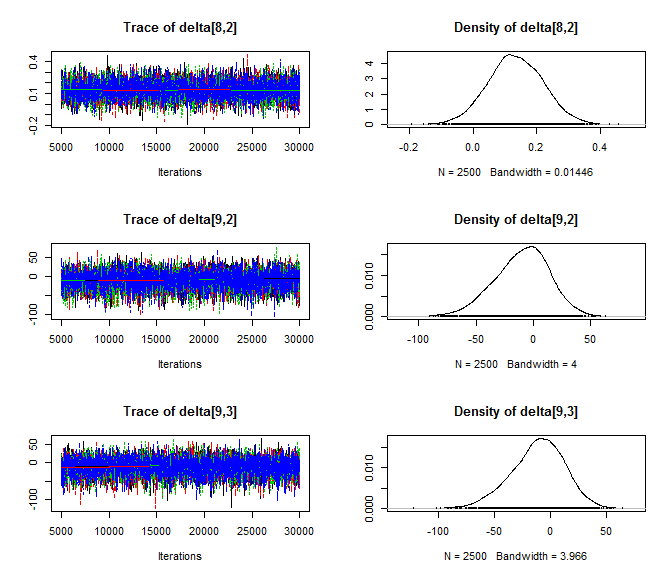 Trace of delta[8,2]
0.4
0.1
-0.2
5000 10000 15000 20000 25000 30000
Iterations
Density of delta[8,2]
4
3
2
1
0
-0.2 0.0 0.2 0.4
N = 2500 Bandwidth = 0.01446
Trace of delta[9,2]
50
0
-100
5000 10000 15000 20000 25000 30000
Iterations
Density of delta[9,2]
0.010
0.000
-100 -50 0 50
N = 2500 Bandwidth = 4
Trace of delta[9,3]
50
0
-100
5000 10000 15000 20000 25000 30000
Iterations
Density of delta[9,3]
0.010
0.000
-100 -50 0 50
N = 2500 Bandwidth = 3.966